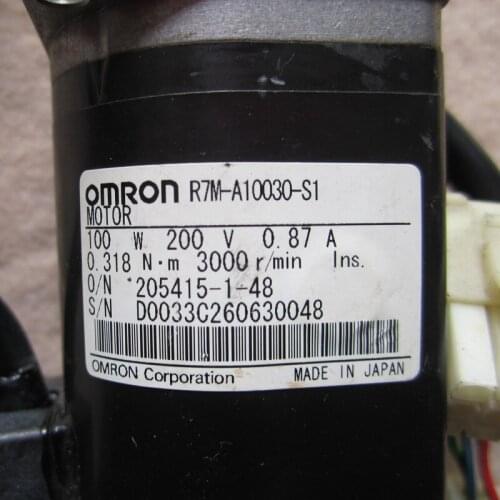 OMRON R7M-A10030-S1
MOTOR
100 W 200 V 0.87 A
0.318 N·m 3000 r/min Ins.
O/N 205415-1-48
S/N D0033C260630048
OMRON Corporation MADE IN JAPAN